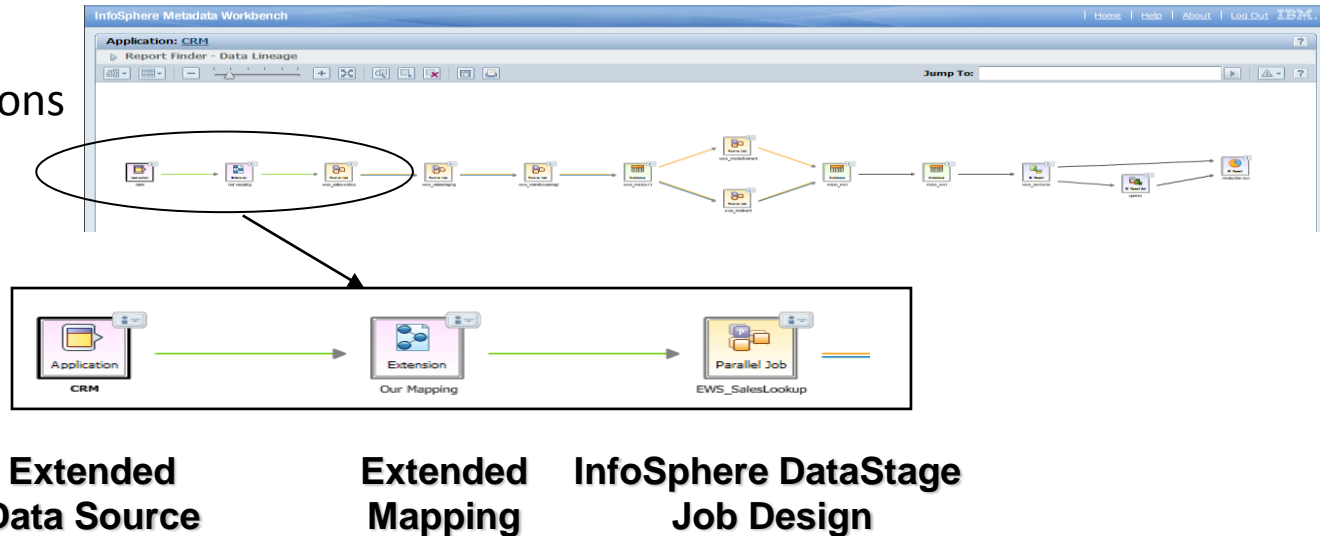 InfoSphere Metadata Workbench
| Home | Help | About | Log Out IBM.
Application: CRM
Report Finder - Data Lineage
Jump To:
ons
Application
CRM
Extension
Our Mapping
Parallel Job
EWS_SalesLookup
Extended
Data Source
Extended
Mapping
InfoSphere DataStage
Job Design